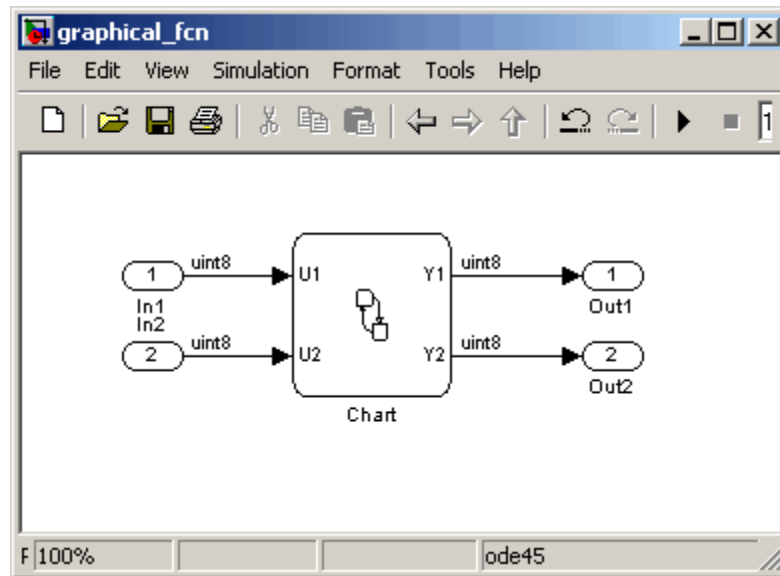 graphical_fcn
File Edit View Simulation Format Tools Help
1
uint8 uint8
1 U1 Y1 1
In1 Out1
In2
uint8 uint8
2 U2 Y2 2
Out2
Chart
F 100% ode45